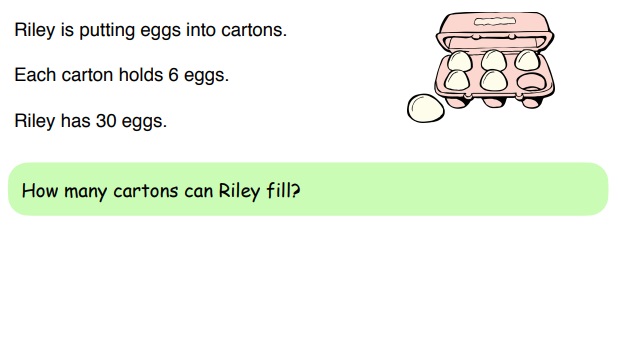 Riley is putting eggs into cartons.
Each carton holds 6 eggs.
Riley has 30 eggs.
How many cartons can Riley fill?